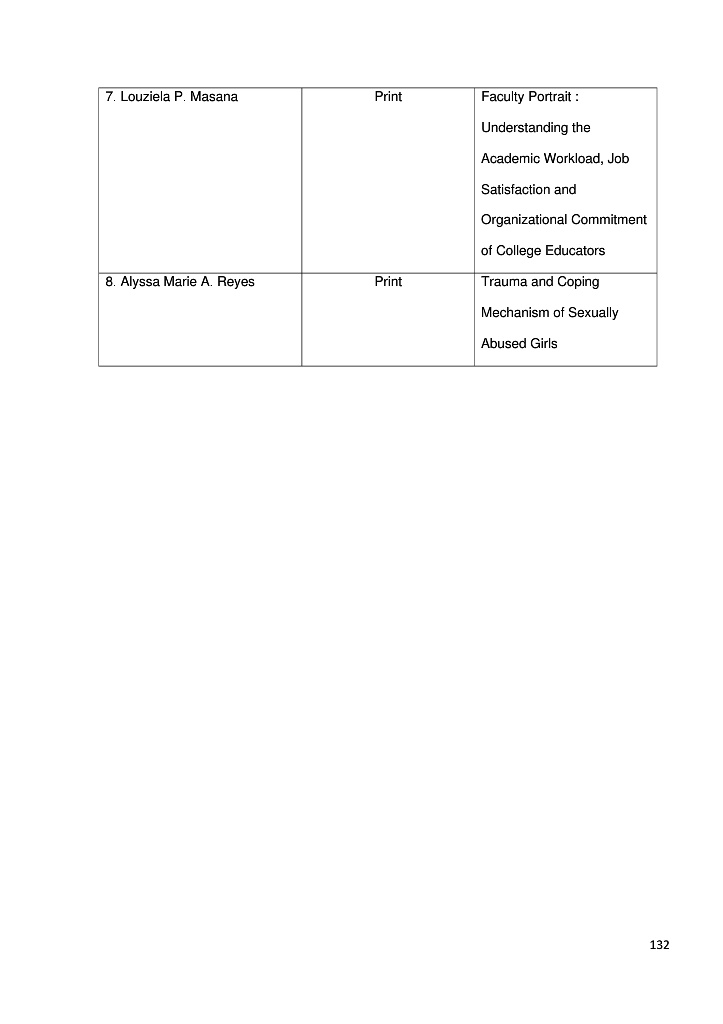 7. Louziela P. Masana
Print
Faculty Portrait :
Understanding the
Academic Workload, Job
Satisfaction and
Organizational Commitment
of College Educators
8. Alyssa Marie A. Reyes
Print
Trauma and Coping
Mechanism of Sexually
Abused Girls
132